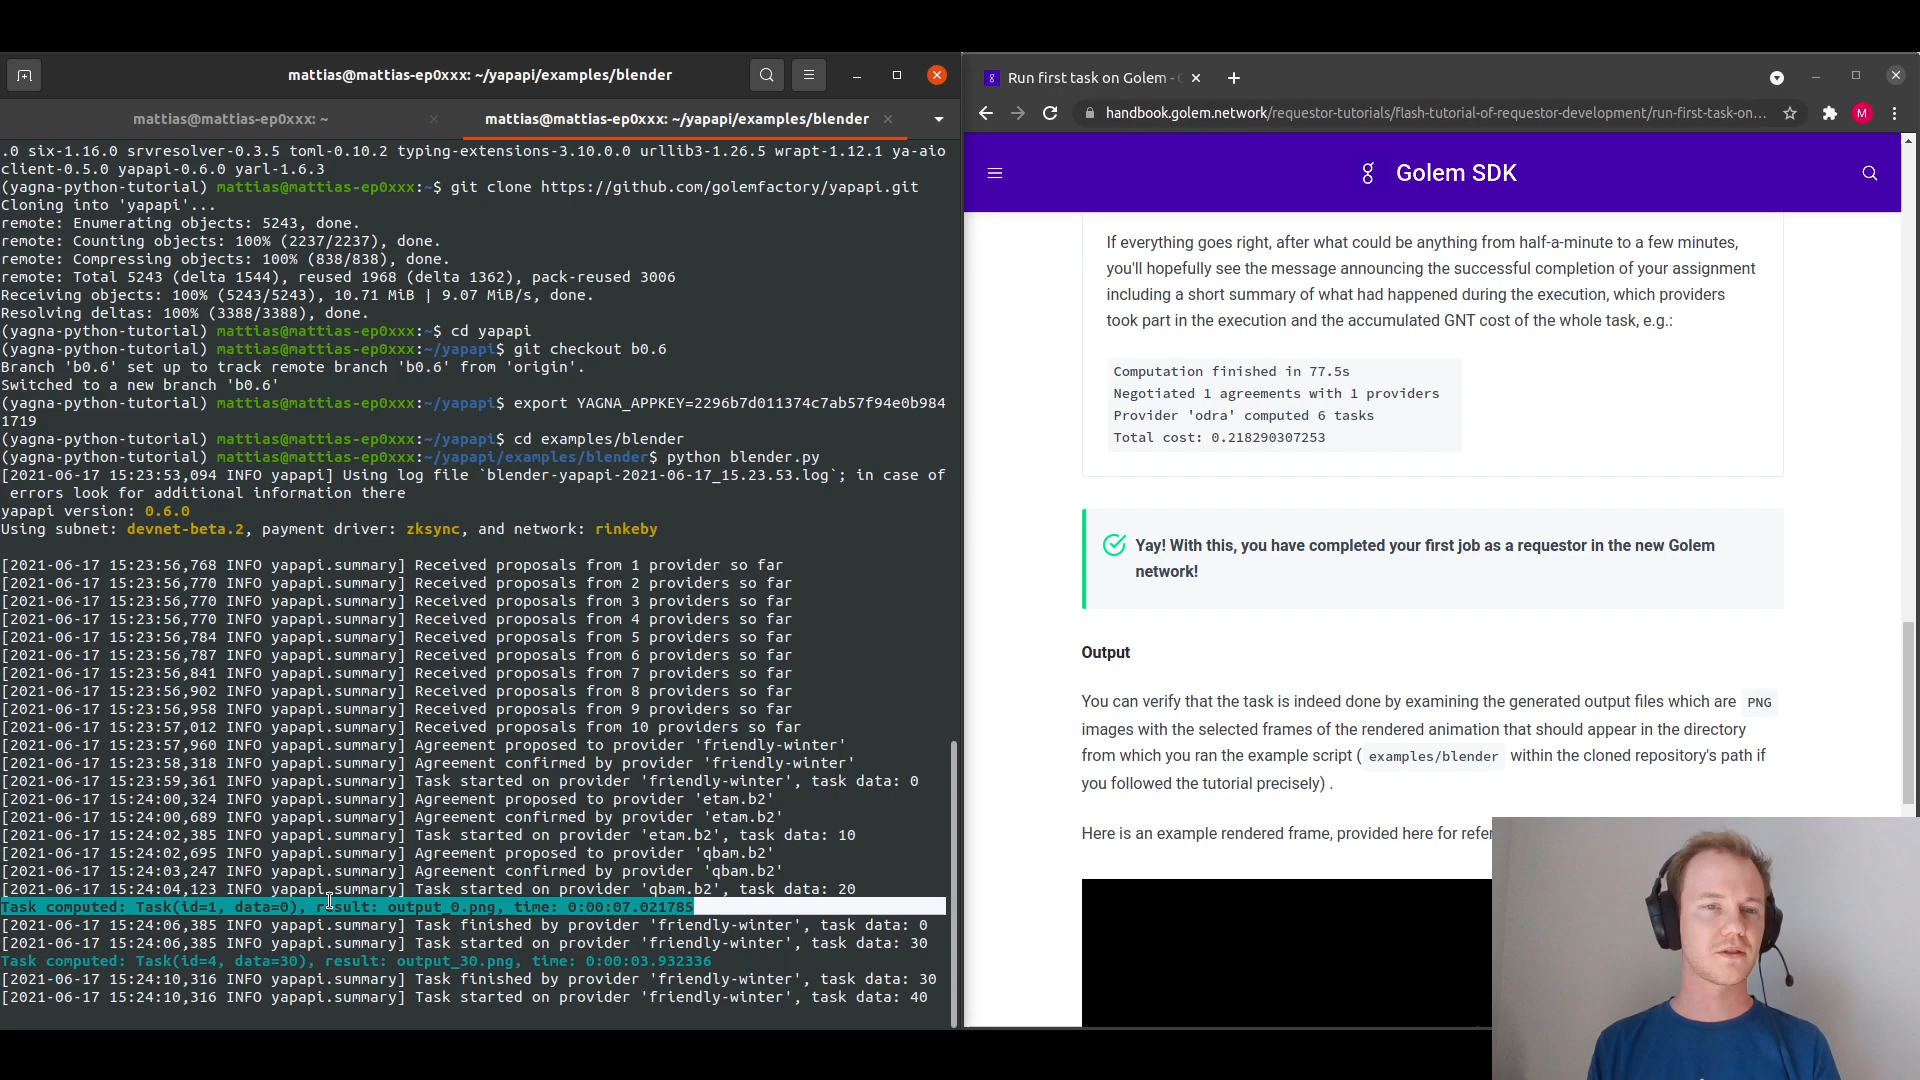 mattias@mattias-ep0xxx: ~/yapapi/examples/blender
mattias@mattias-ep0xxx: ~
mattias@mattias-ep0xxx: ~/yapapi/examples/blender
.0 six-1.16.0 srvresolver-0.3.5 toml-0.10.2 typing-extensions-3.10.0.0 urllib3-1.26.5 wrapt-1.12.1 ya-aio
client-0.5.0 yapapi-0.6.0 yarl-1.6.3
(yagna-python-tutorial) mattias@mattias-ep0xxx:~$ git clone https://github.com/golemfactory/yapapi.git
Cloning into 'yapapi'...
remote: Enumerating objects: 5243, done.
remote: Counting objects: 100% (2237/2237), done.
remote: Compressing objects: 100% (838/838), done.
remote: Total 5243 (delta 1544), reused 1968 (delta 1362), pack-reused 3006
Receiving objects: 100% (5243/5243), 10.71 MiB | 9.07 MiB/s, done.
Resolving deltas: 100% (3388/3388), done.
(yagna-python-tutorial) mattias@mattias-ep0xxx:~$ cd yapapi
(yagna-python-tutorial) mattias@mattias-ep0xxx:~/yapapi$ git checkout b0.6
Branch 'b0.6' set up to track remote branch 'b0.6' from 'origin'.
Switched to a new branch 'b0.6'
(yagna-python-tutorial) mattias@mattias-ep0xxx:~/yapapi$ export YAGNA_APPKEY=2296b7d011374c7ab57f94e0b984
1719
(yagna-python-tutorial) mattias@mattias-ep0xxx:~/yapapi$ cd examples/blender
(yagna-python-tutorial) mattias@mattias-ep0xxx:~/yapapi/examples/blender$ python blender.py
[2021-06-17 15:23:53,094 INFO yapapi] Using log file `blender-yapapi-2021-06-17_15.23.53.log`; in case of
errors look for additional information there
yapapi version: 0.6.0
Using subnet: devnet-beta.2, payment driver: zksync, and network: rinkeby
[2021-06-17 15:23:56,768 INFO yapapi.summary] Received proposals from 1 provider so far
[2021-06-17 15:23:56,770 INFO yapapi.summary] Received proposals from 2 providers so far
[2021-06-17 15:23:56,770 INFO yapapi.summary] Received proposals from 3 providers so far
[2021-06-17 15:23:56,770 INFO yapapi.summary] Received proposals from 4 providers so far
[2021-06-17 15:23:56,784 INFO yapapi.summary] Received proposals from 5 providers so far
[2021-06-17 15:23:56,787 INFO yapapi.summary] Received proposals from 6 providers so far
[2021-06-17 15:23:56,841 INFO yapapi.summary] Received proposals from 7 providers so far
[2021-06-17 15:23:56,902 INFO yapapi.summary] Received proposals from 8 providers so far
[2021-06-17 15:23:56,958 INFO yapapi.summary] Received proposals from 9 providers so far
[2021-06-17 15:23:57,012 INFO yapapi.summary] Received proposals from 10 providers so far
[2021-06-17 15:23:57,960 INFO yapapi.summary] Agreement proposed to provider 'friendly-winter'
[2021-06-17 15:23:58,318 INFO yapapi.summary] Agreement confirmed by provider 'friendly-winter'
[2021-06-17 15:23:59,361 INFO yapapi.summary] Task started on provider 'friendly-winter', task data: 0
[2021-06-17 15:24:00,324 INFO yapapi.summary] Agreement proposed to provider 'etam.b2'
[2021-06-17 15:24:00,689 INFO yapapi.summary] Agreement confirmed by provider 'etam.b2'
[2021-06-17 15:24:02,385 INFO yapapi.summary] Task started on provider 'etam.b2', task data: 10
[2021-06-17 15:24:02,695 INFO yapapi.summary] Agreement proposed to provider 'qbam.b2'
[2021-06-17 15:24:03,247 INFO yapapi.summary] Agreement confirmed by provider 'qbam.b2'
[2021-06-17 15:24:04,123 INFO yapapi.summary] Task started on provider 'qbam.b2', task data: 20
Task computed: Task(id=1, data=0), result: output_0.png, time: 0:00:07.021785
[2021-06-17 15:24:06,385 INFO yapapi.summary] Task finished by provider 'friendly-winter', task data: 0
[2021-06-17 15:24:06,385 INFO yapapi.summary] Task started on provider 'friendly-winter', task data: 30
Task computed: Task(id=4, data=30), result: output_30.png, time: 0:00:03.932336
[2021-06-17 15:24:10,316 INFO yapapi.summary] Task finished by provider 'friendly-winter', task data: 30
[2021-06-17 15:24:10,316 INFO yapapi.summary] Task started on provider 'friendly-winter', task data: 40
Run first task on Golem -
handbook.golem.network/requestor-tutorials/flash-tutorial-of-requestor-development/run-first-task-on...
M
Golem SDK
If everything goes right, after what could be anything from half-a-minute to a few minutes,
you'll hopefully see the message announcing the successful completion of your assignment
including a short summary of what had happened during the execution, which providers
took part in the execution and the accumulated GNT cost of the whole task, e.g.:
Computation finished in 77.5s
Negotiated 1 agreements with 1 providers
Provider 'odra' computed 6 tasks
Total cost: 0.218290307253
Yay! With this, you have completed your first job as a requestor in the new Golem
network!
Output
You can verify that the task is indeed done by examining the generated output files which are PNG
images with the selected frames of the rendered animation that should appear in the directory
from which you ran the example script ( examples/blender within the cloned repository's path if
you followed the tutorial precisely) .
Here is an example rendered frame, provided here for refer